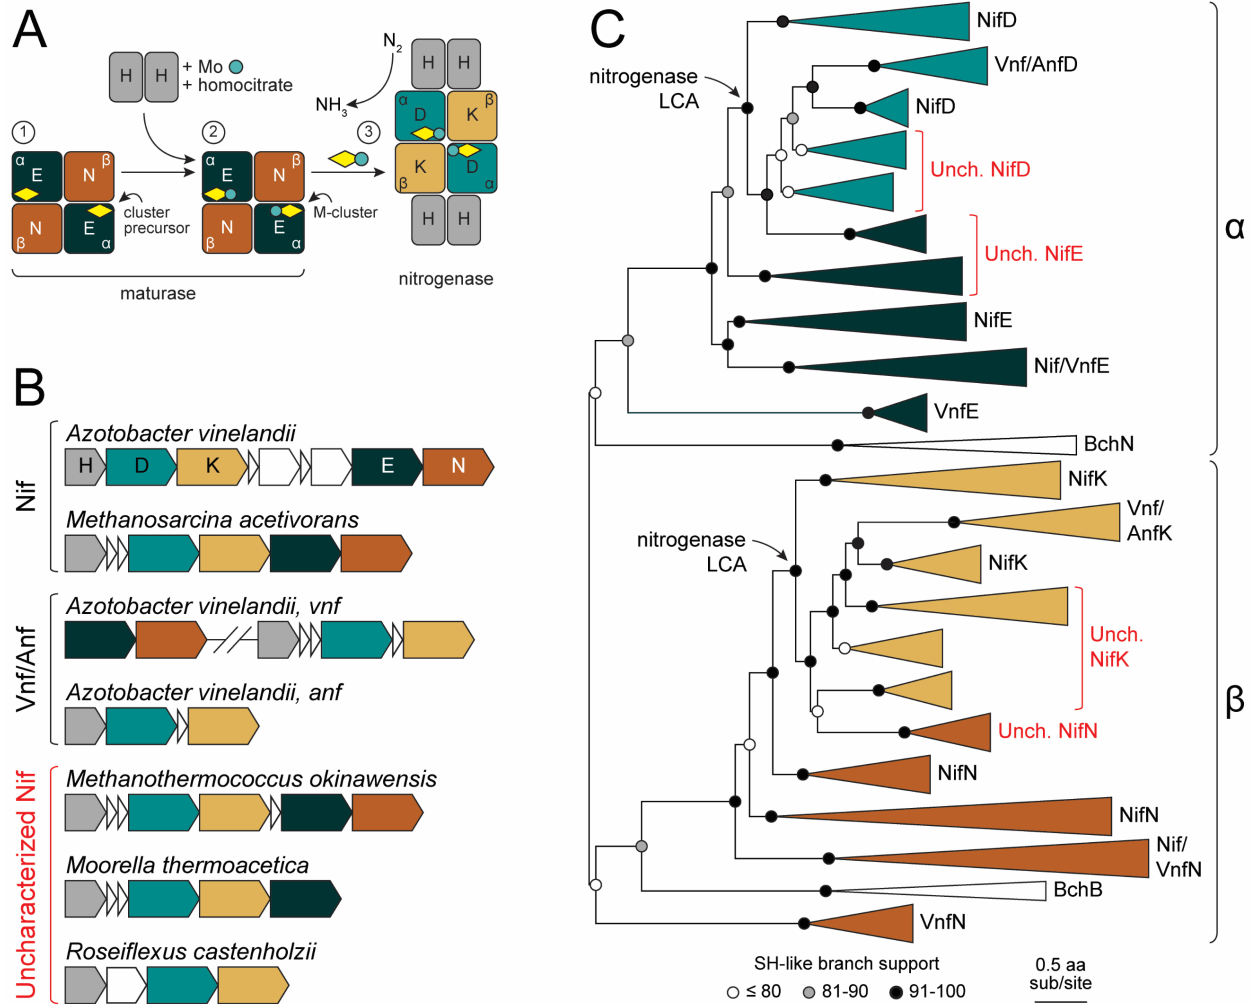 A
H H
+ Mo
+ homocitrate
N2
NH3
1
2
3
α
E
N
β
N
β
E
α
cluster
precursor
α
E
N
β
N
β
E
α
M-cluster
maturase
H H
α
D
K
β
K
β
D
α
H H
nitrogenase
B
Nif
Azotobacter vinelandii
H D K E N
Methanosarcina acetivorans
Vnf/Anf
Azotobacter vinelandii, vnf
Azotobacter vinelandii, anf
Uncharacterized Nif
Methanothermococcus okinawensis
Moorella thermoacetica
Roseiflexus castenholzii
C
nitrogenase
LCA
NifD
Vnf/AnfD
NifD
Unch. NifD
Unch. NifE
NifE
Nif/VnfE
VnfE
BchN
α
nitrogenase
LCA
NifK
Vnf/
AnfK
NifK
Unch.
NifK
Unch. NifN
NifN
NifN
Nif/
VnfN
BchB
VnfN
β
SH-like branch support
≤ 80 81-90 91-100
0.5 aa
sub/site